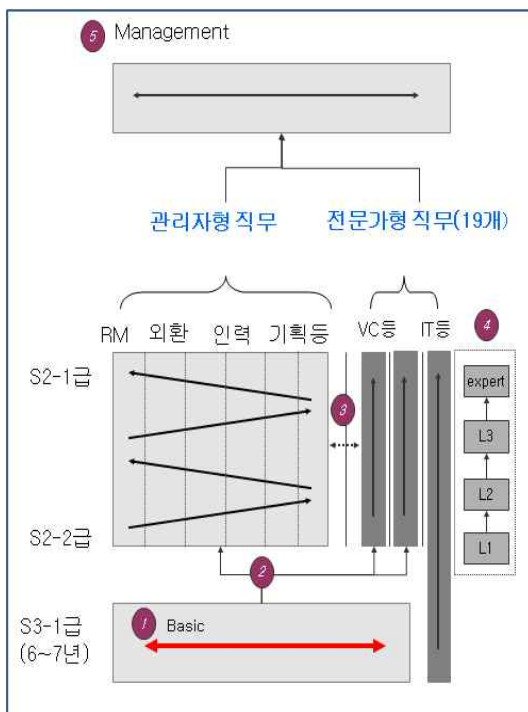 5 Management
관리자형 직무 전문가형 직무(19개)
RM 외환 인력 기획등 VC등 IT등 4
S2-1급
expert
3
L3
L2
S2-2급
L1
2
1 Basic
S3-1급
(6~7년)